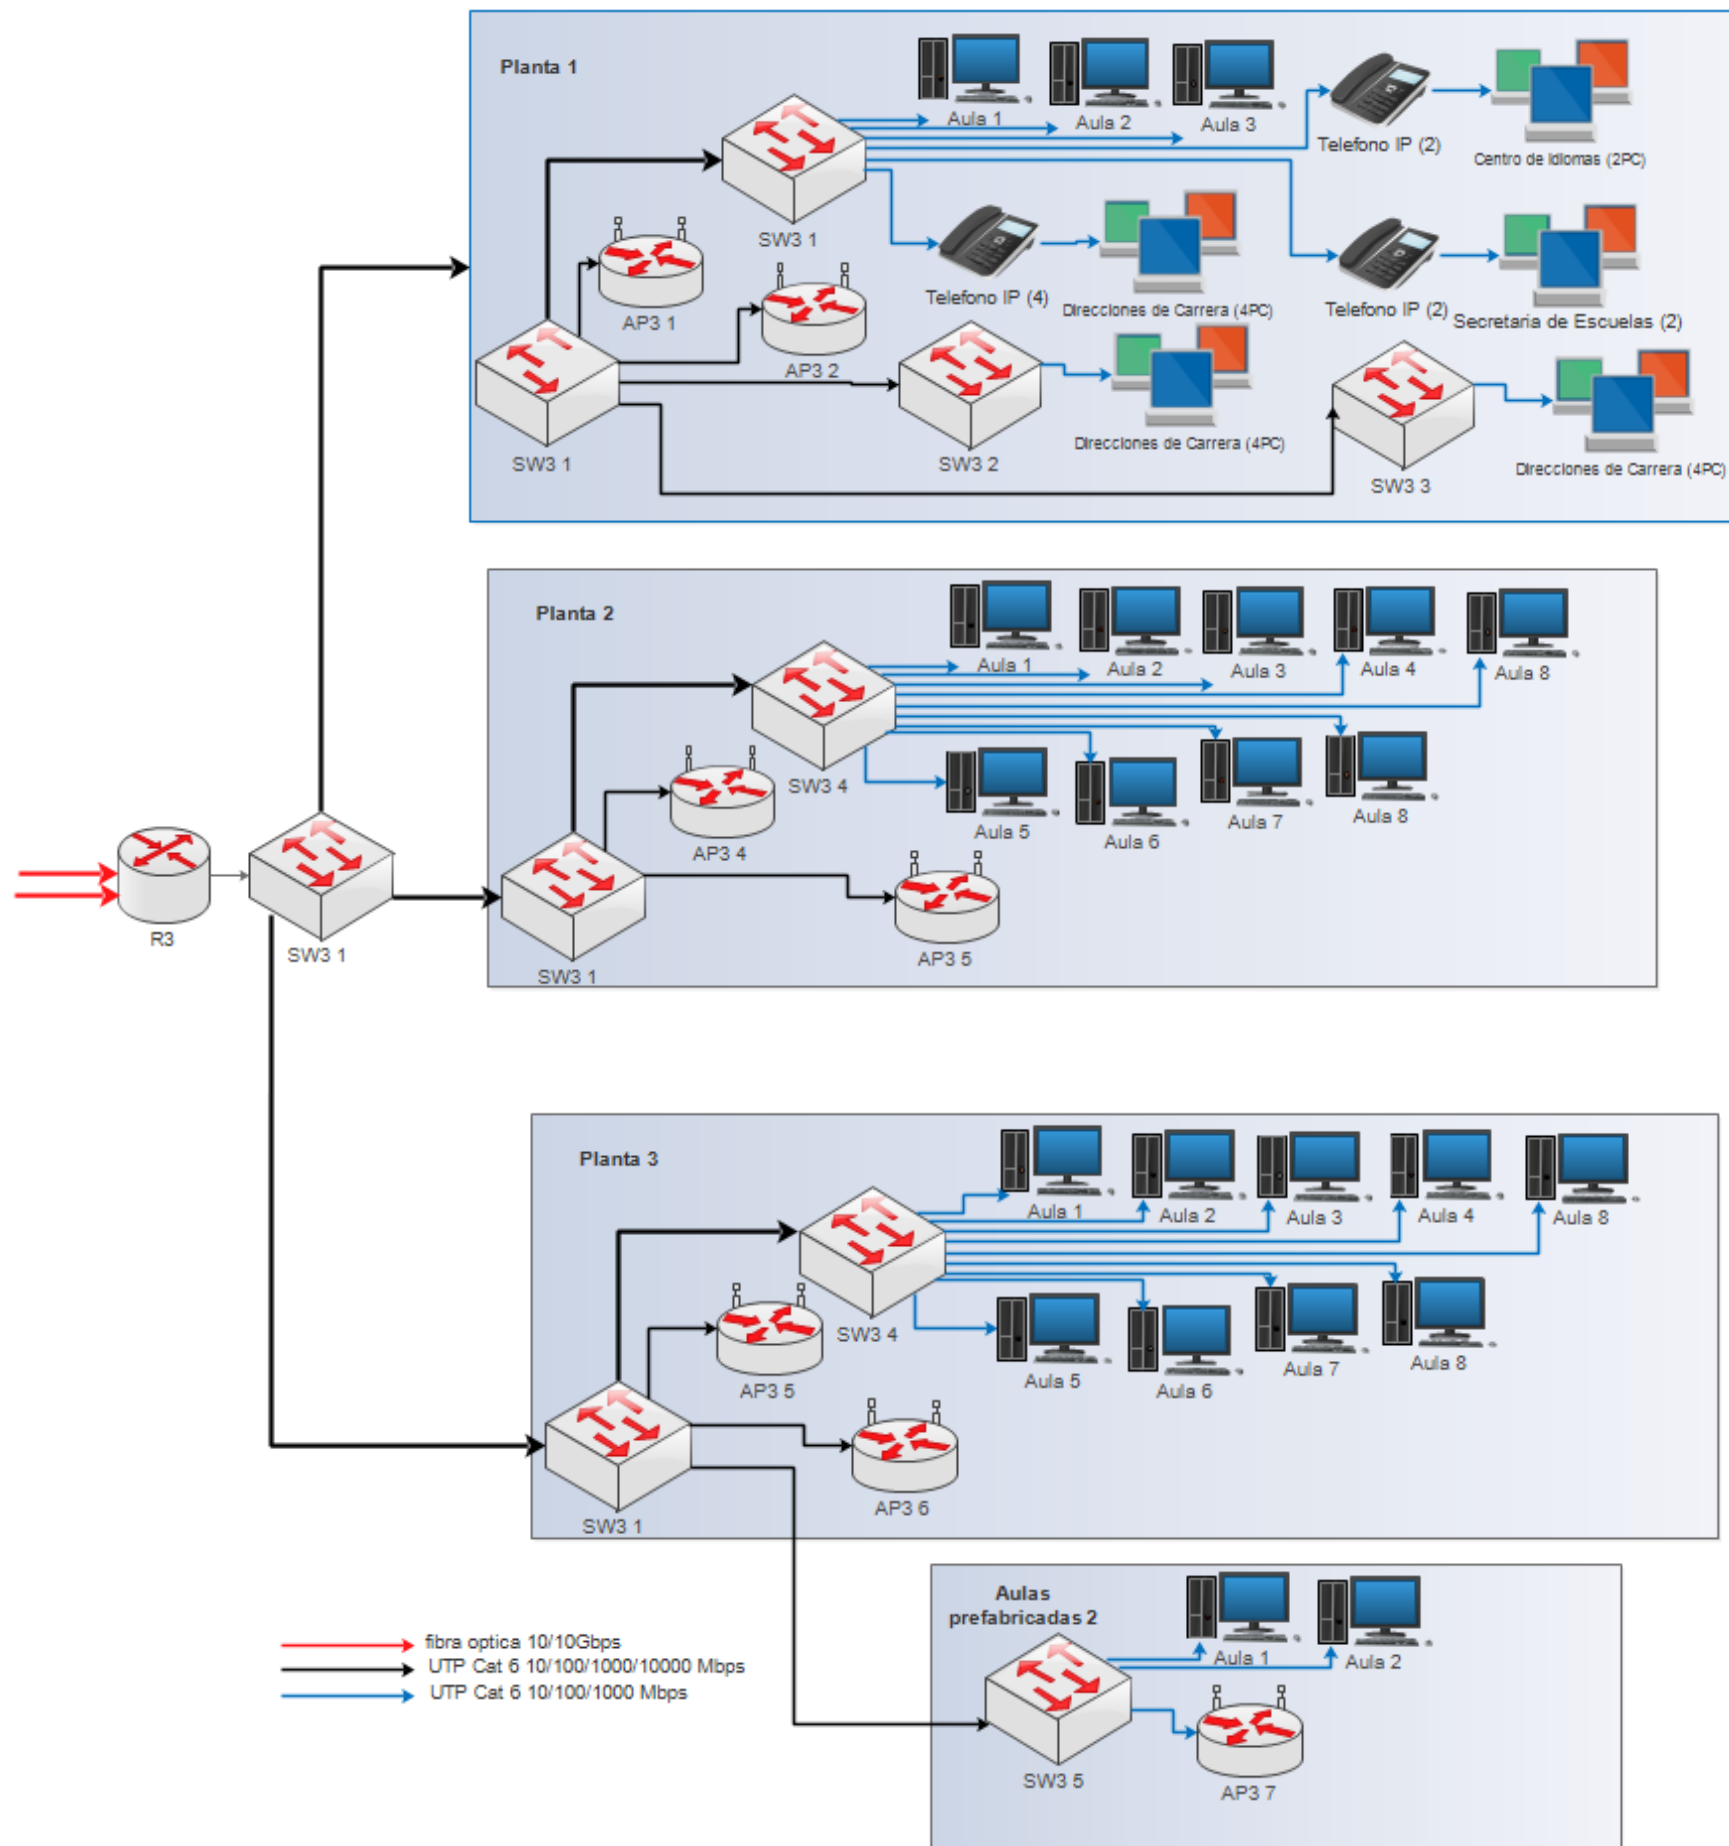 Planta 1
Aula 1
Aula 2
Aula 3
Telefono IP (2)
Centro de Idiomas (2PC)
SW3 1
AP3 1
Telefono IP (4)
Direcciones de Carrera (4PC)
Telefono IP (2)
Secretaria de Escuelas (2)
AP3 2
SW3 1
SW3 2
Direcciones de Carrera (4PC)
SW3 3
Direcciones de Carrera (4PC)
Planta 2
Aula 1
Aula 2
Aula 3
Aula 4
Aula 8
SW3 4
Aula 5
Aula 6
Aula 7
Aula 8
AP3 4
AP3 5
SW3 1
R3
SW3 1
Planta 3
Aula 1
Aula 2
Aula 3
Aula 4
Aula 8
SW3 4
Aula 5
Aula 6
Aula 7
Aula 8
AP3 5
AP3 6
SW3 1
Aulas
prefabricadas 2
Aula 1
Aula 2
SW3 5
AP3 7
fibra optica 10/10Gbps
UTP Cat 6 10/100/1000/10000 Mbps
UTP Cat 6 10/100/1000 Mbps